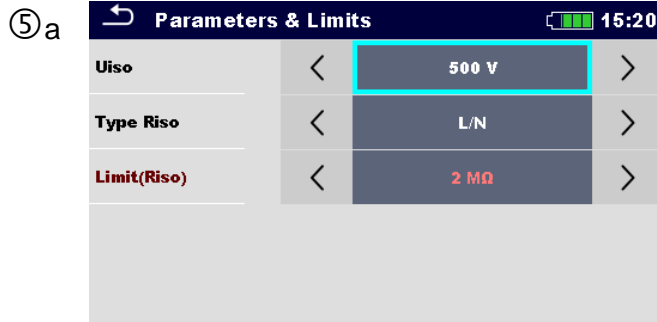 ⑤a
Parameters & Limits 15:20
Uiso 500 V
Type Riso L/N
Limit(Riso) 2 MΩ